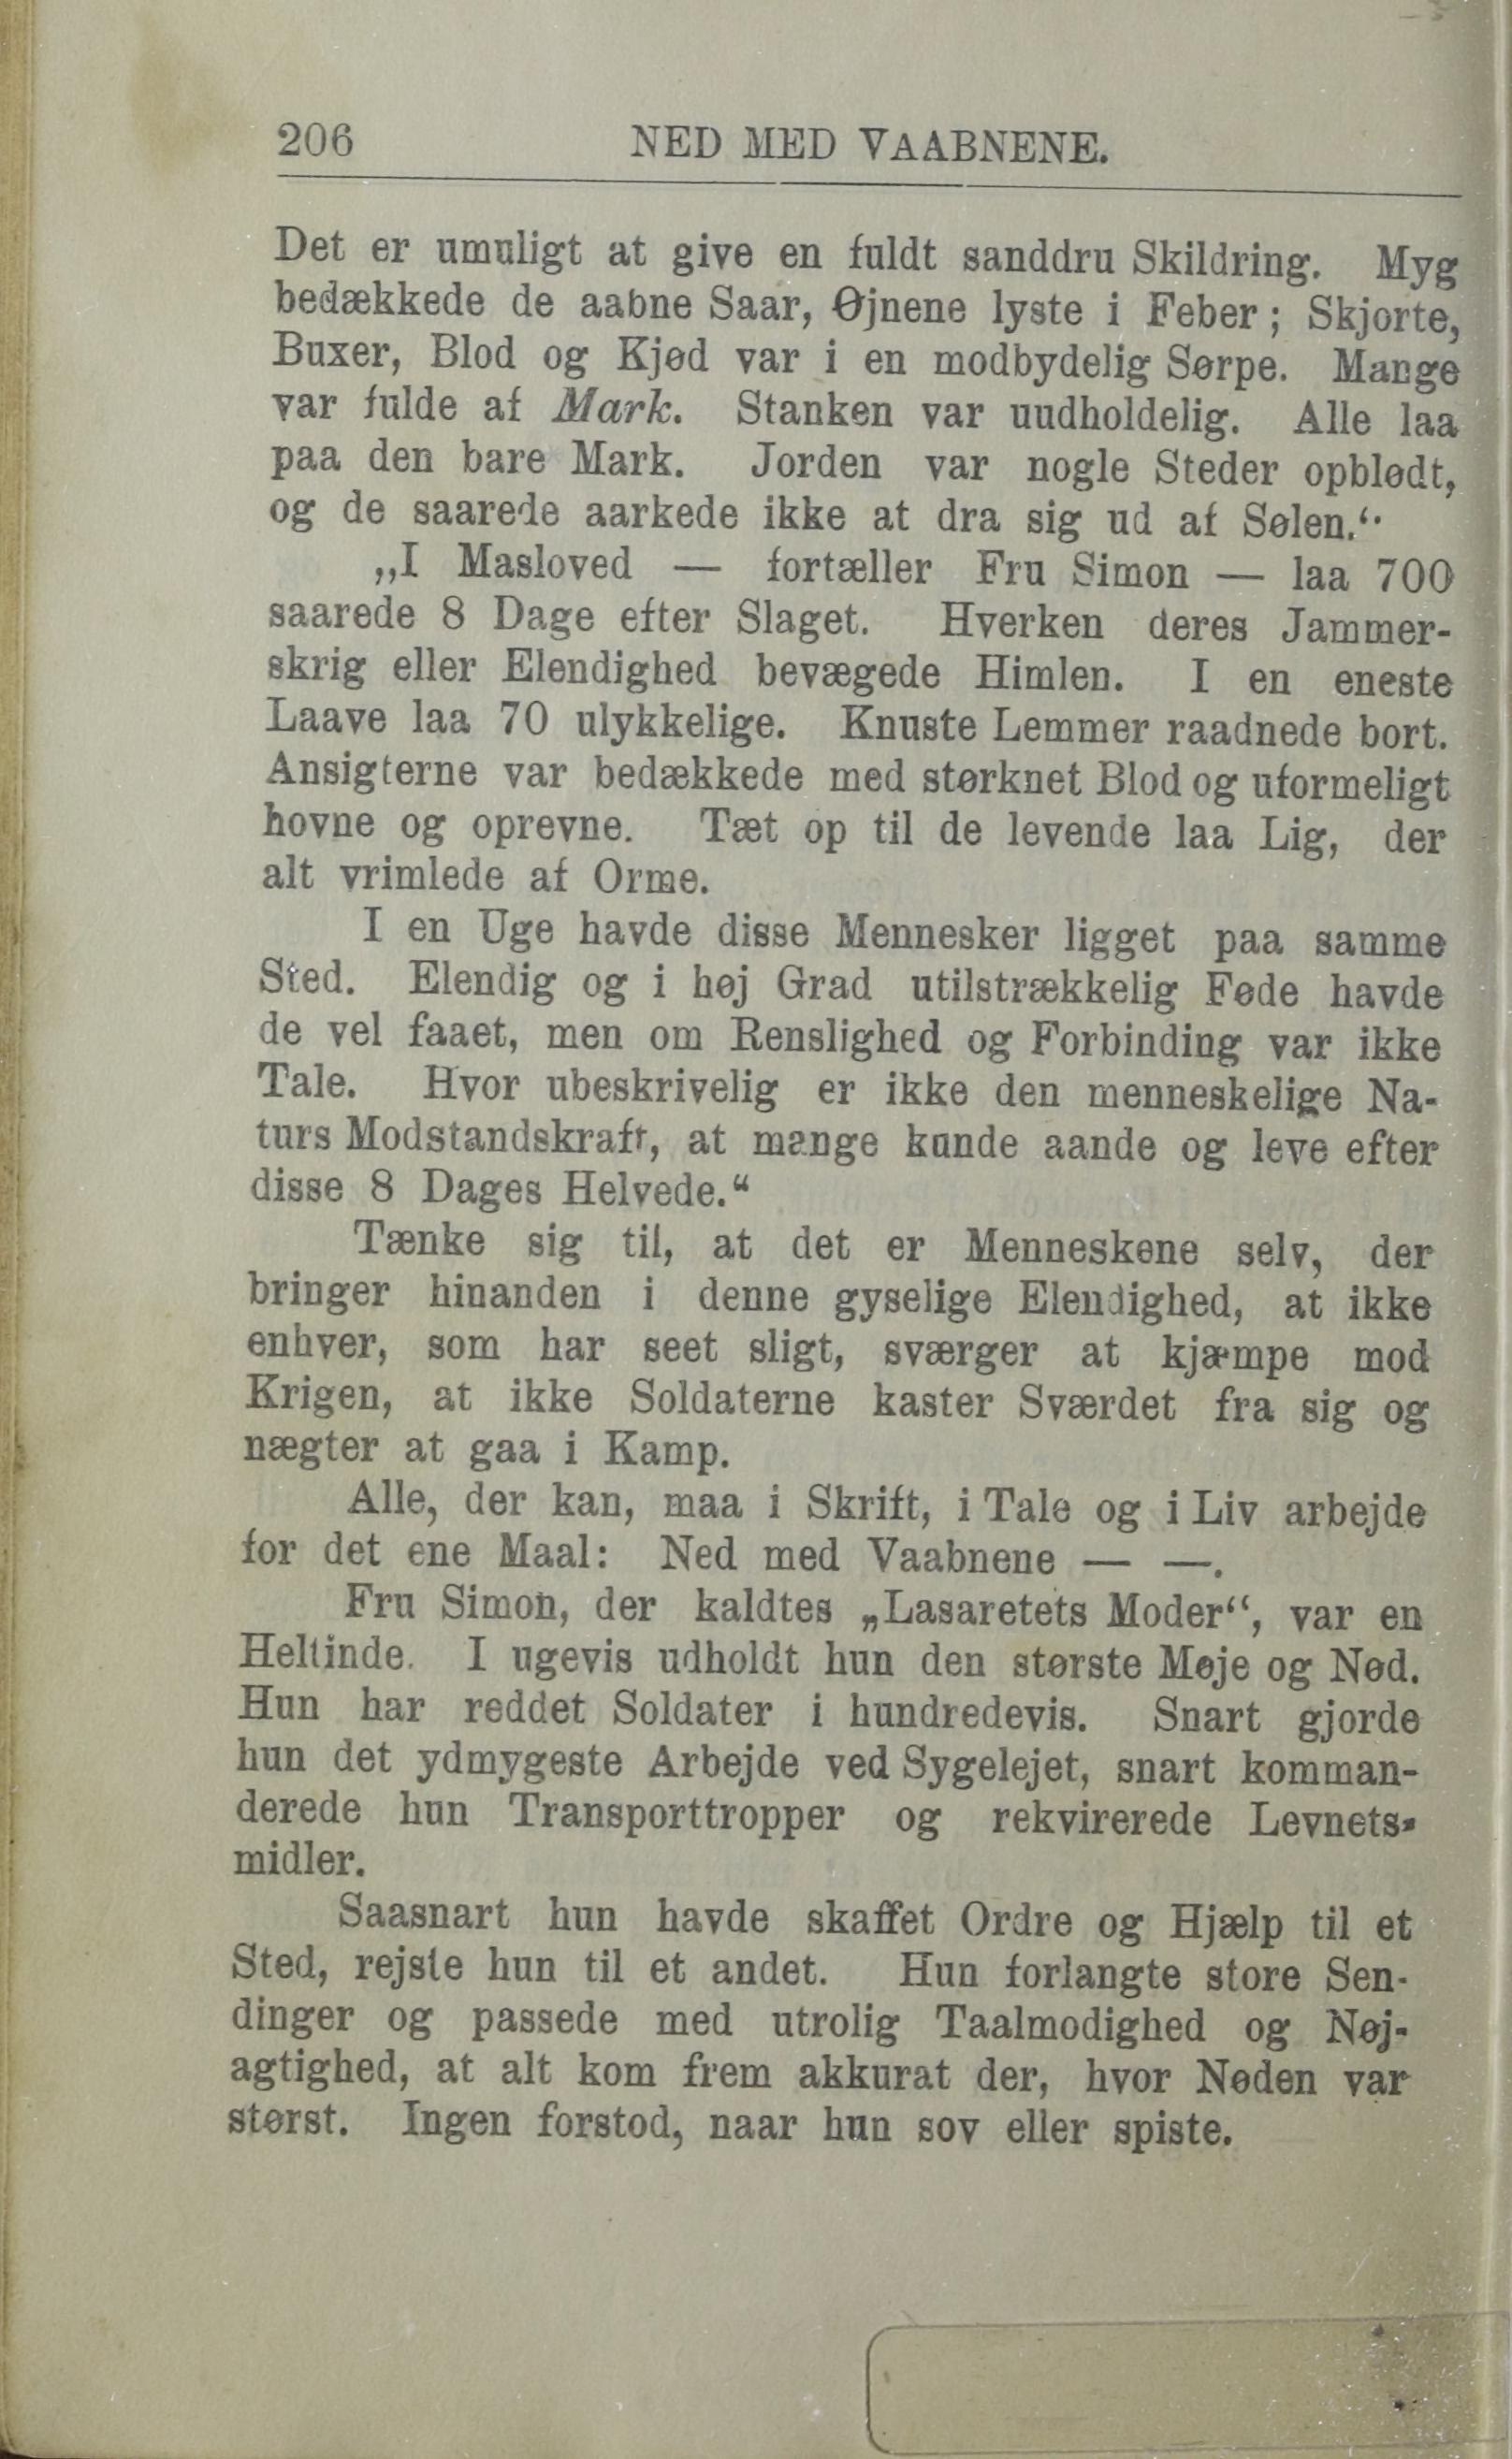 206 NED MED VAABNENE.
Det er umuligt at give en fuldt sanddru Skildring. Myg
bedækkede de aabne Saar, Øjnene lyste i Feber; Skjorte,
Buxer, Blod og Kjød var i en modbydelig Sørpe. Mange
var fulde af Mark. Stanken var uudholdelig. Alle laa
paa den bare Mark. Jorden var nogle Steder opblødt,
og de saarede aarkede ikke at dra sig ud af Sølen.“
„I Masloved — fortæller Fru Simon — laa 700
saarede 8 Dage efter Slaget. Hverken deres Jammer-
skrig eller Elendighed bevægede Himlen. I en eneste
Laave laa 70 ulykkelige. Knuste Lemmer raadnede bort.
Ansigterne var bedækkede med størknet Blod og uformeligt
hovne og oprevne. Tæt op til de levende laa Lig, der
alt vrimlede af Orme.
I en Uge havde disse Mennesker ligget paa samme
Sted. Elendig og i høj Grad utilstrækkelig Føde havde
de vel faaet, men om Renslighed og Forbinding var ikke
Tale. Hvor ubeskrivelig er ikke den menneskelige Na-
turs Modstandskraft, at mange kunde aande og leve efter
disse 8 Dages Helvede.“
Tænke sig til, at det er Menneskene selv, der
bringer hinanden i denne gyselige Elendighed, at ikke
enhver, som har seet sligt, sværger at kjæmpe mod
Krigen, at ikke Soldaterne kaster Sværdet fra sig og
nægter at gaa i Kamp.
Alle, der kan, maa i Skrift, i Tale og i Liv arbejde
for det ene Maal: Ned med Vaabnene — —.
Fru Simon, der kaldtes „Lasaretets Moder“, var en
Heltinde. I ugevis udholdt hun den største Møje og Nød.
Hun har reddet Soldater i hundredevis. Snart gjorde
hun det ydmygeste Arbejde ved Sygelejet, snart komman-
derede hun Transporttropper og rekvirerede Levnets-
midler.
Saasnart hun havde skaffet Ordre og Hjælp til et
Sted, rejste hun til et andet. Hun forlangte store Sen-
dinger og passede med utrolig Taalmodighed og Nøj-
agtighed, at alt kom frem akkurat der, hvor Nøden var
størst. Ingen forstod, naar hun sov eller spiste.